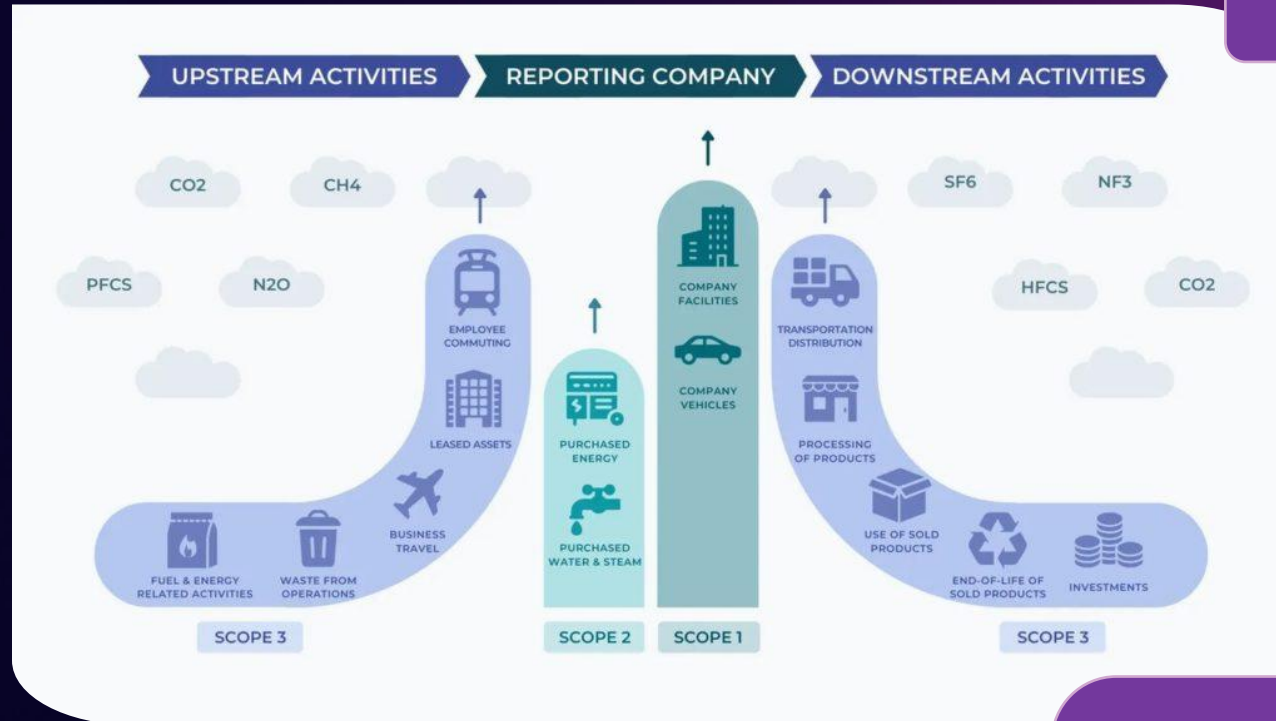 UPSTREAM ACTIVITIES
REPORTING COMPANY
DOWNSTREAM ACTIVITIES
CO2
CH4
SF6
NF3
PFCS
N2O
HFCS
CO2
EMPLOYEE
COMMUTING
LEASED ASSETS
BUSINESS
TRAVEL
FUEL & ENERGY
RELATED ACTIVITIES
WASTE FROM
OPERATIONS
SCOPE 3
PURCHASED
ENERGY
PURCHASED
WATER & STEAM
SCOPE 2
COMPANY
FACILITIES
COMPANY
VEHICLES
SCOPE 1
TRANSPORTATION
DISTRIBUTION
PROCESSING
OF PRODUCTS
USE OF SOLD
PRODUCTS
END-OF-LIFE OF
SOLD PRODUCTS
INVESTMENTS
SCOPE 3